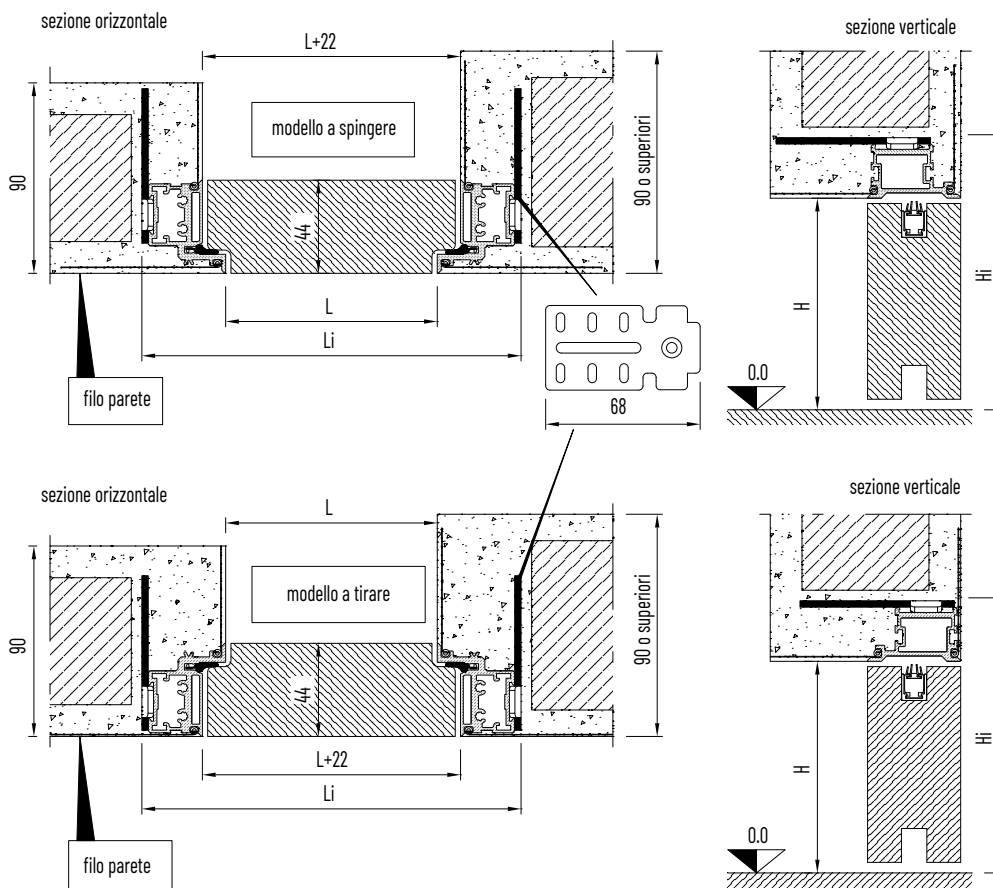 sezione orizzontale
sezione verticale
L+22
modello a spingere
90
90 o superiori
44
L
Li
filo parete
68
H
Hi
0.0
sezione orizzontale
sezione verticale
L
modello a tirare
90
90 o superiori
44
L+22
Li
filo parete
H
Hi
0.0